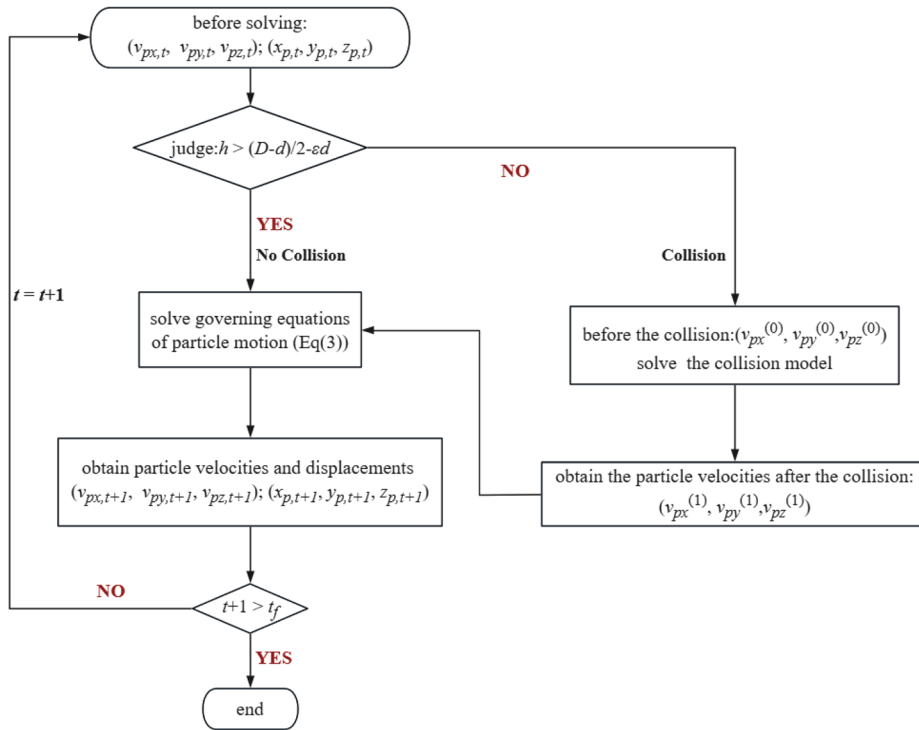 before solving:
(v_{px,t}, v_{py,t}, v_{pz,t}); (x_{p,t}, y_{p,t}, z_{p,t})
judge:h > (D-d)/2-εd
NO
YES
No Collision
Collision
t = t+1
solve governing equations
of particle motion (Eq(3))
before the collision:(v_{px}^{(0)}, v_{py}^{(0)},v_{pz}^{(0)})
solve the collision model
obtain particle velocities and displacements
(v_{px,t+1}, v_{py,t+1}, v_{pz,t+1}); (x_{p,t+1}, y_{p,t+1}, z_{p,t+1})
obtain the particle velocities after the collision:
(v_{px}^{(1)}, v_{py}^{(1)},v_{pz}^{(1)})
NO
t+1 > t_f
YES
end